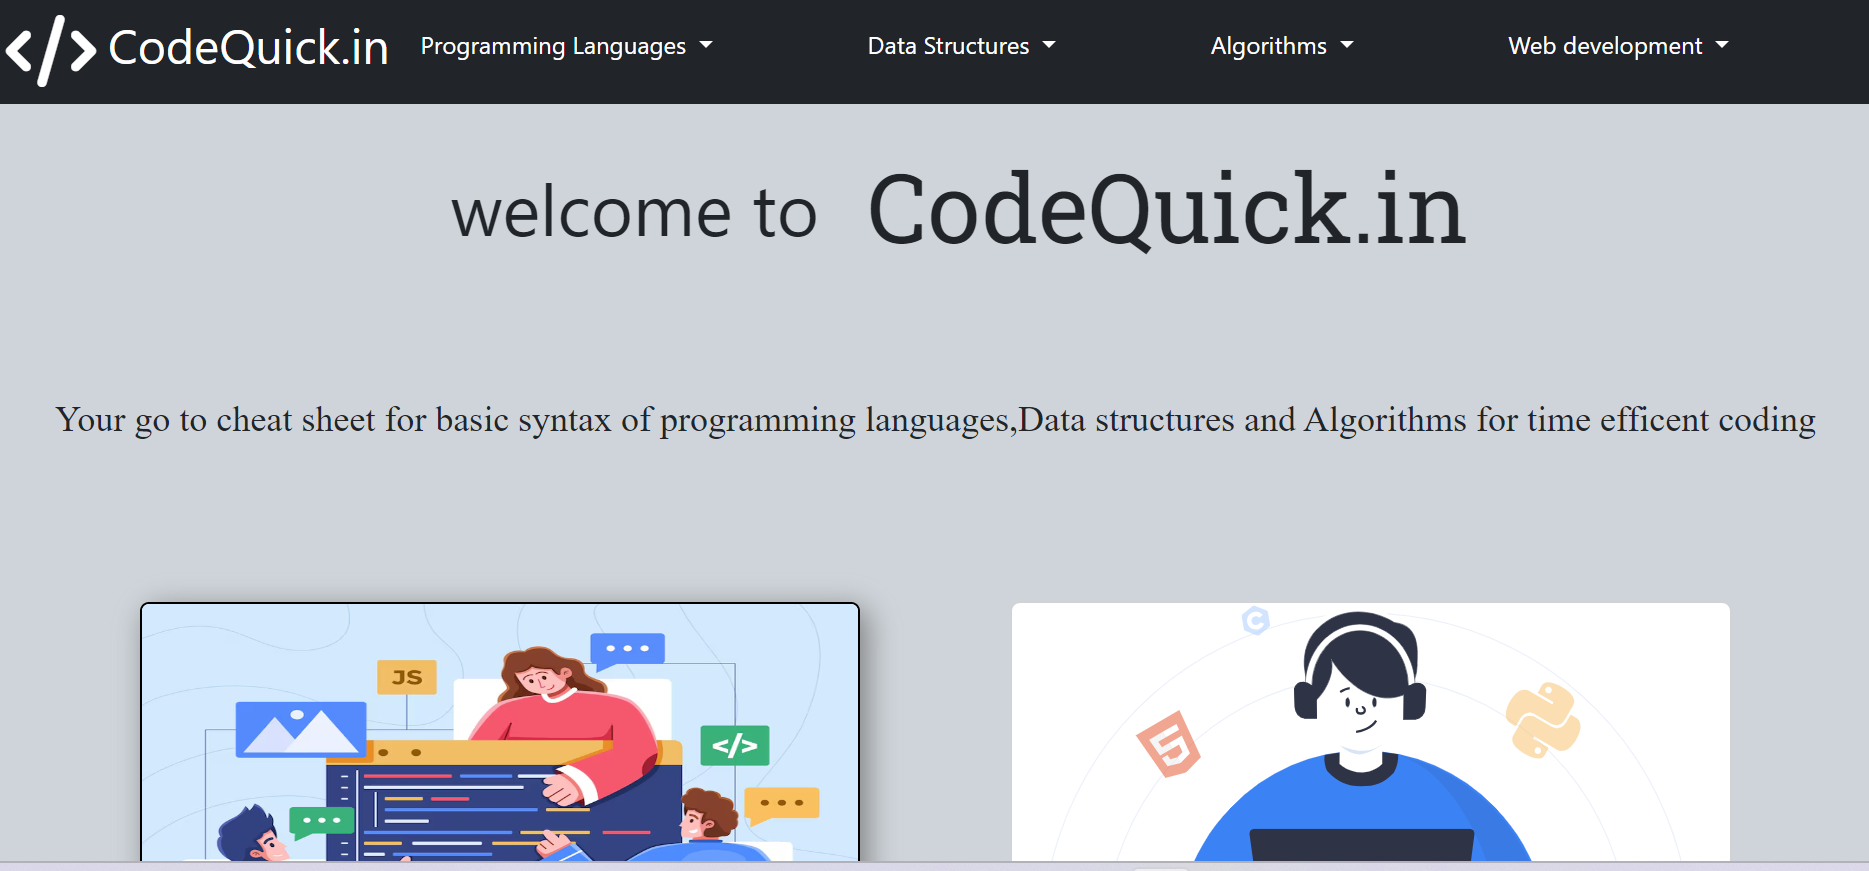 </> CodeQuick.in Programming Languages Data Structures Algorithms Web development
welcome to CodeQuick.in
Your go to cheat sheet for basic syntax of programming languages,Data structures and Algorithms for time efficent coding
JS
</>
C
5